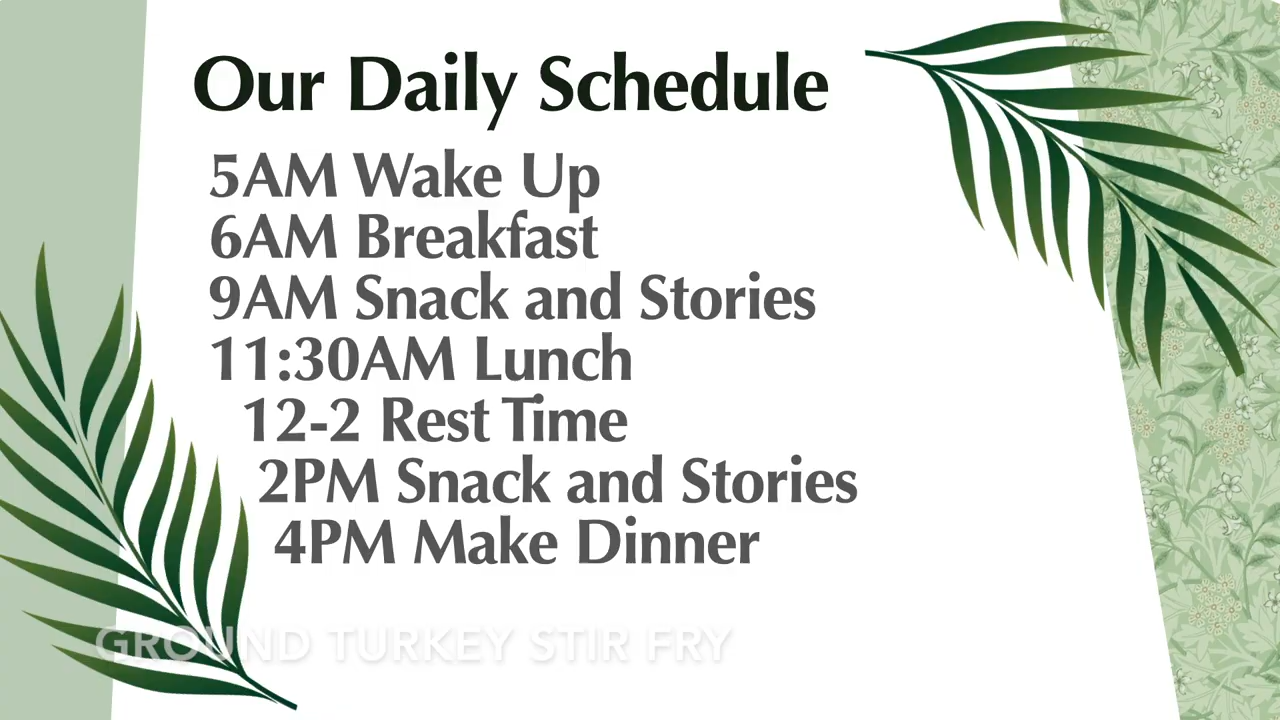 Our Daily Schedule
5AM Wake Up
6AM Breakfast
9AM Snack and Stories
11:30AM Lunch
12-2 Rest Time
2PM Snack and Stories
4PM Make Dinner
GROUND TURKEY STIR FRY